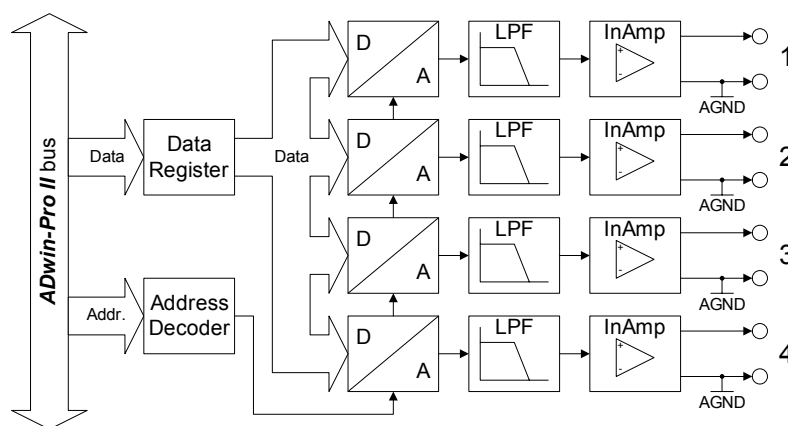 ADwin-Pro II bus
Data
Data
Register
Data
Addr.
Address
Decoder
D
A
LPF
InAmp
+
-
AGND
1
D
A
LPF
InAmp
+
-
AGND
2
D
A
LPF
InAmp
+
-
AGND
3
D
A
LPF
InAmp
+
-
AGND
4